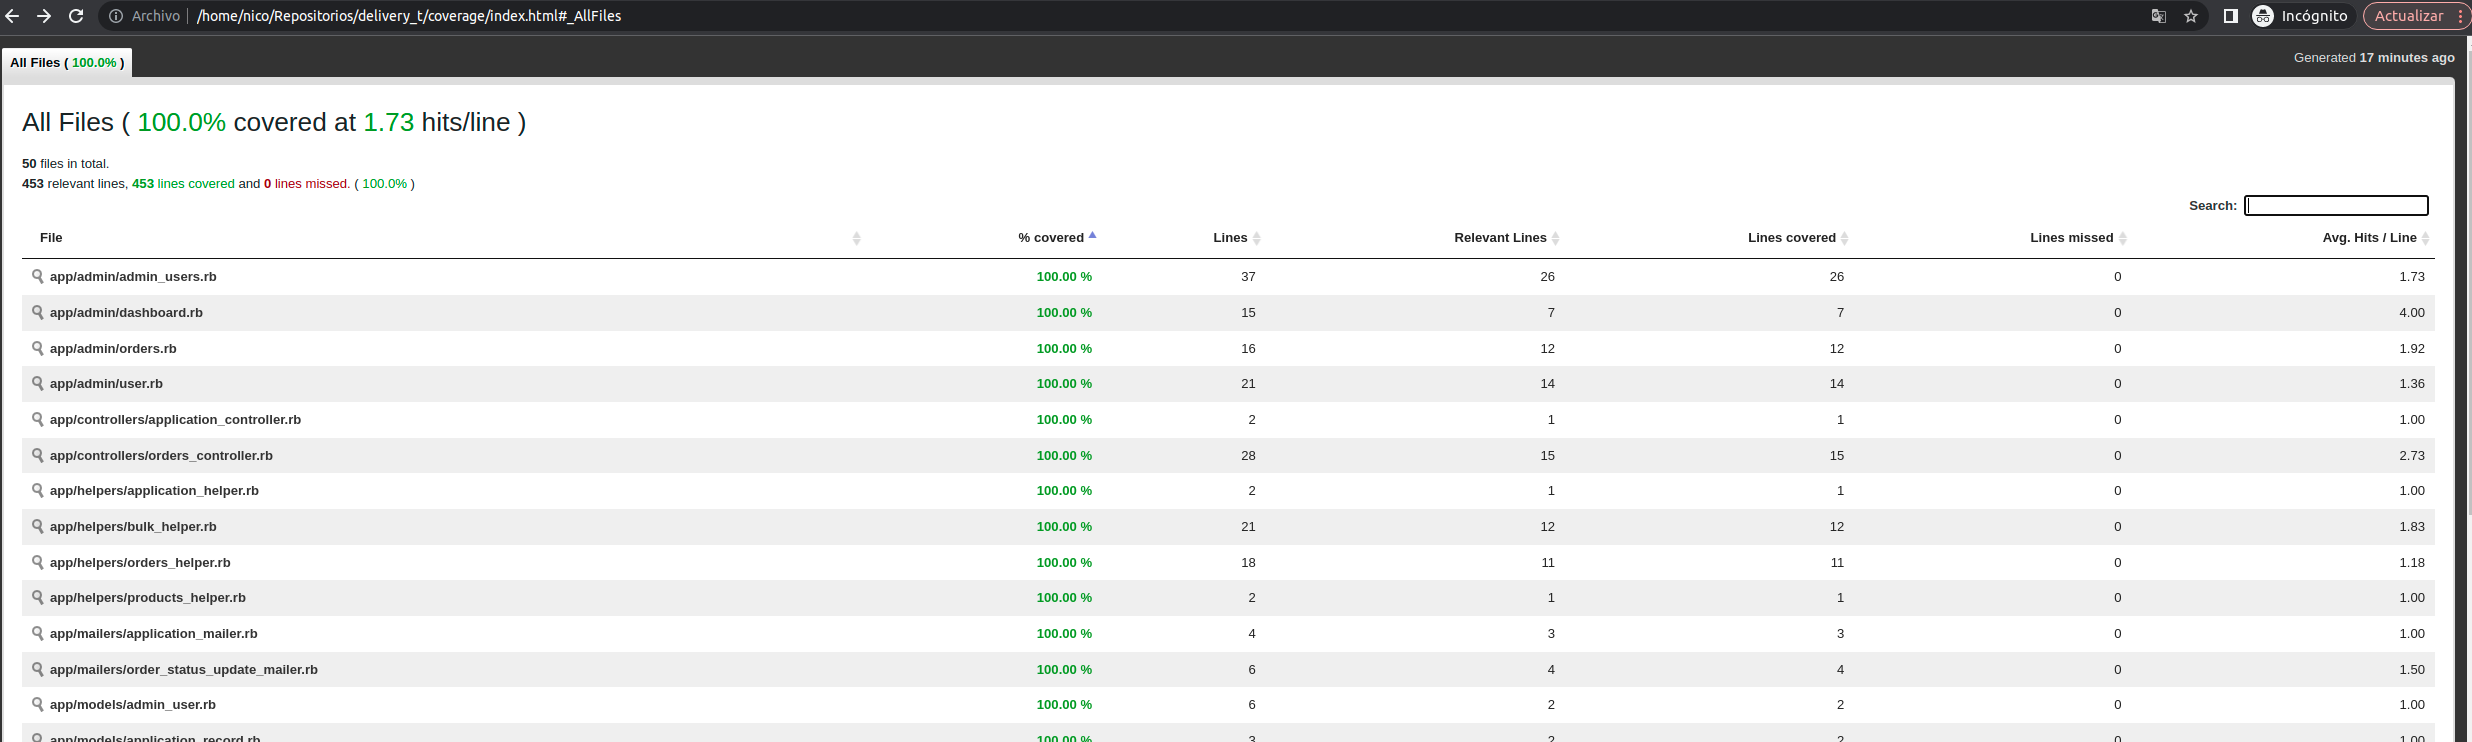 Archivo /home/nico/Repositorios/delivery_t/coverage/index.html#_AllFiles Incógnito Actualizar
All Files ( 100.0% ) Generated 17 minutes ago
All Files ( 100.0% covered at 1.73 hits/line )
50 files in total.
453 relevant lines, 453 lines covered and 0 lines missed. ( 100.0% )
Search:
File % covered Lines Relevant Lines Lines covered Lines missed Avg. Hits / Line
app/admin/admin_users.rb 100.00 % 37 26 26 0 1.73
app/admin/dashboard.rb 100.00 % 15 7 7 0 4.00
app/admin/orders.rb 100.00 % 16 12 12 0 1.92
app/admin/user.rb 100.00 % 21 14 14 0 1.36
app/controllers/application_controller.rb 100.00 % 2 1 1 0 1.00
app/controllers/orders_controller.rb 100.00 % 28 15 15 0 2.73
app/helpers/application_helper.rb 100.00 % 2 1 1 0 1.00
app/helpers/bulk_helper.rb 100.00 % 21 12 12 0 1.83
app/helpers/orders_helper.rb 100.00 % 18 11 11 0 1.18
app/helpers/products_helper.rb 100.00 % 2 1 1 0 1.00
app/mailers/application_mailer.rb 100.00 % 4 3 3 0 1.00
app/mailers/order_status_update_mailer.rb 100.00 % 6 4 4 0 1.50
app/models/admin_user.rb 100.00 % 6 2 2 0 1.00
app/models/application_record.rb 100.00 % 3 2 2 0 1.00